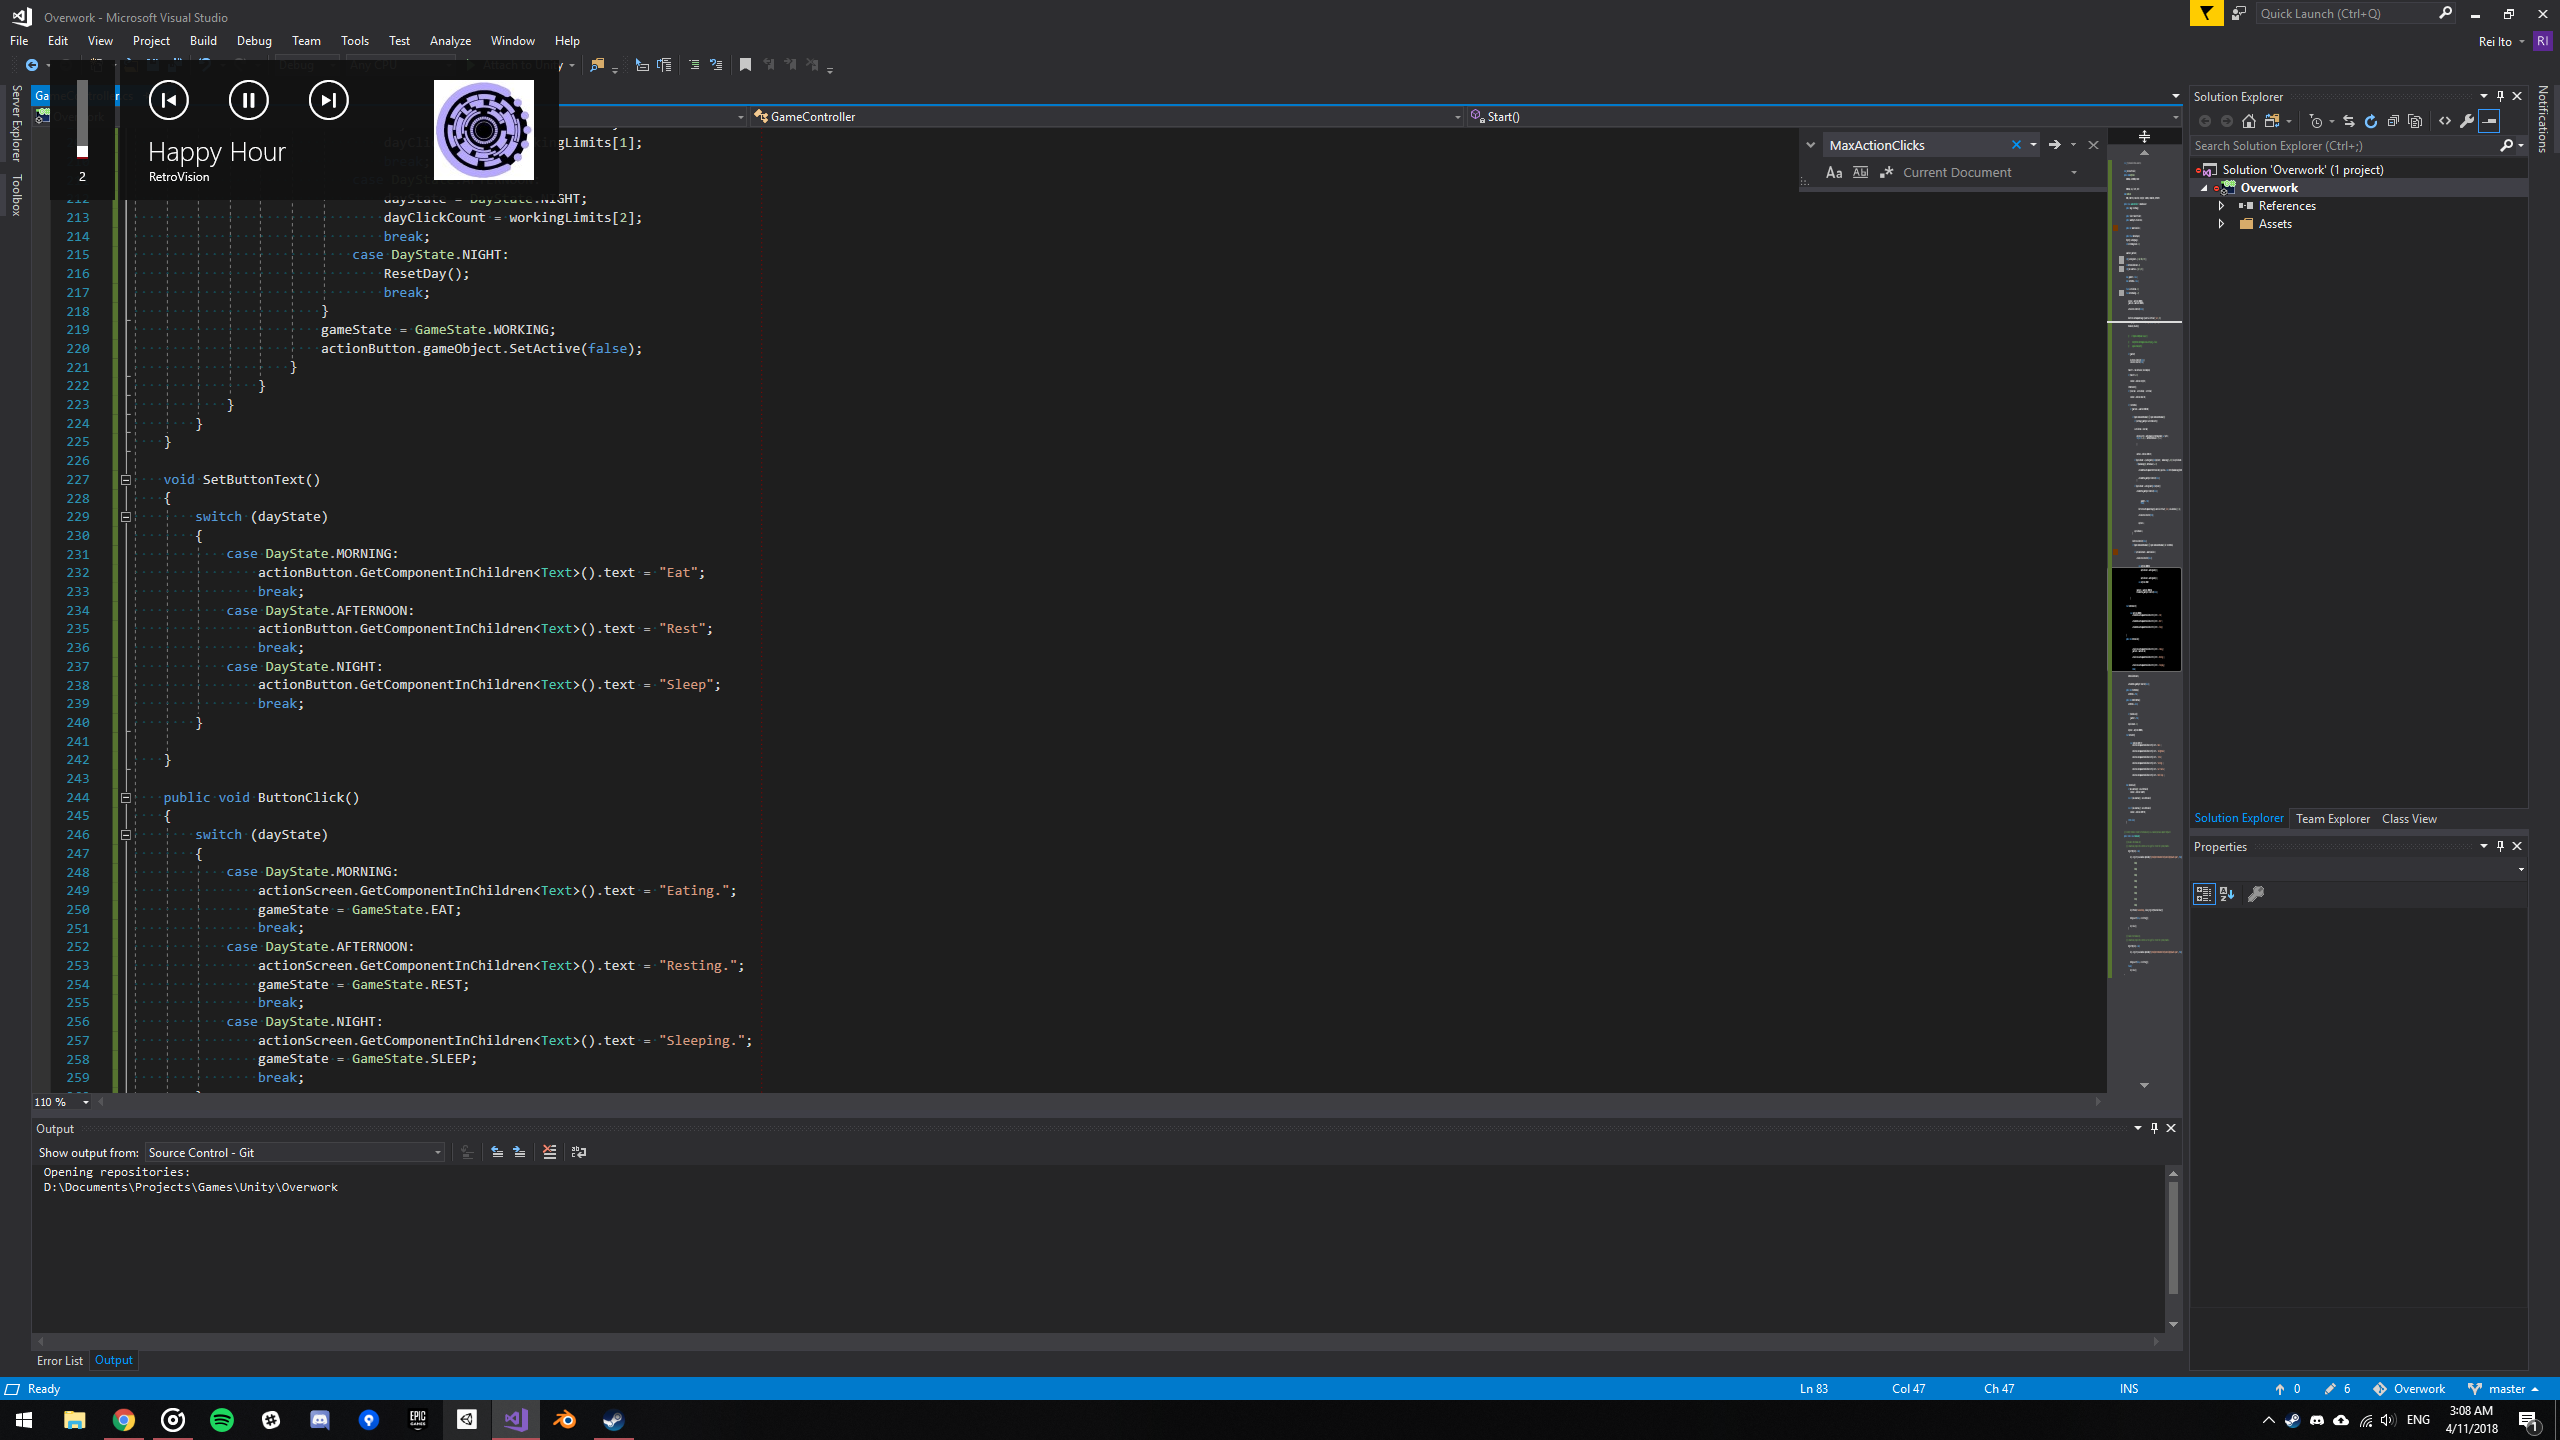 Overwork - Microsoft Visual Studio
Quick Launch (Ctrl+Q)
File Edit View Project Build Debug Team Tools Test Analyze Window Help
Rei Ito RI
Server Explorer
Toolbox
Happy Hour
RetroVision
2
GameController
Start()
MaxActionClicks
Current Document
213 dayClickCount = workingLimits[2];
214 break;
215 case DayState.NIGHT:
216 ResetDay();
217 break;
218 }
219 gameState = GameState.WORKING;
220 actionButton.gameObject.SetActive(false);
221 }
222 }
223 }
224 }
225 }
226
227 void SetButtonText()
228 {
229 switch (dayState)
230 {
231 case DayState.MORNING:
232 actionButton.GetComponentInChildren<Text>().text = "Eat";
233 break;
234 case DayState.AFTERNOON:
235 actionButton.GetComponentInChildren<Text>().text = "Rest";
236 break;
237 case DayState.NIGHT:
238 actionButton.GetComponentInChildren<Text>().text = "Sleep";
239 break;
240 }
241
242 }
243
244 public void ButtonClick()
245 {
246 switch (dayState)
247 {
248 case DayState.MORNING:
249 actionScreen.GetComponentInChildren<Text>().text = "Eating.";
250 gameState = GameState.EAT;
251 break;
252 case DayState.AFTERNOON:
253 actionScreen.GetComponentInChildren<Text>().text = "Resting.";
254 gameState = GameState.REST;
255 break;
256 case DayState.NIGHT:
257 actionScreen.GetComponentInChildren<Text>().text = "Sleeping.";
258 gameState = GameState.SLEEP;
259 break;
110 %
Output
Show output from: Source Control - Git
Opening repositories:
D:\Documents\Projects\Games\Unity\Overwork
Error List Output
Solution Explorer
Search Solution Explorer (Ctrl+;)
Solution 'Overwork' (1 project)
Overwork
References
Assets
Solution Explorer Team Explorer Class View
Properties
Notifications
Ready
Ln 83 Col 47 Ch 47 INS 0 6 Overwork master
EPIC GAMES
ENG
3:08 AM
4/11/2018
1